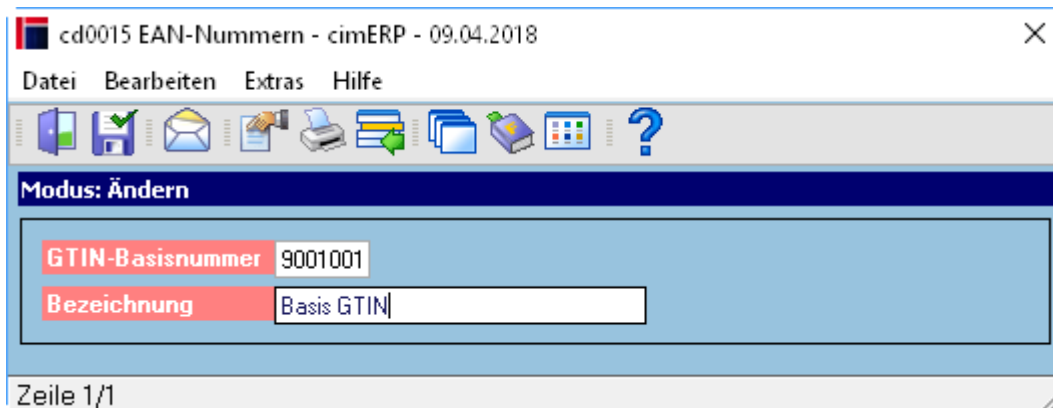 cd0015 EAN-Nummern - cimERP - 09.04.2018
Datei Bearbeiten Extras Hilfe
Modus: Ändern
GTIN-Basisnummer 9001001
Bezeichnung Basis GTIN
Zeile 1/1